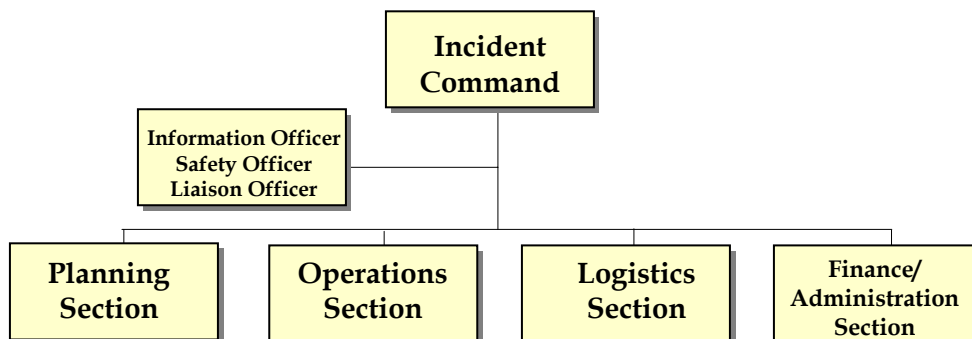 Incident
Command
Information Officer
Safety Officer
Liaison Officer
Planning
Section
Operations
Section
Logistics
Section
Finance/
Administration
Section